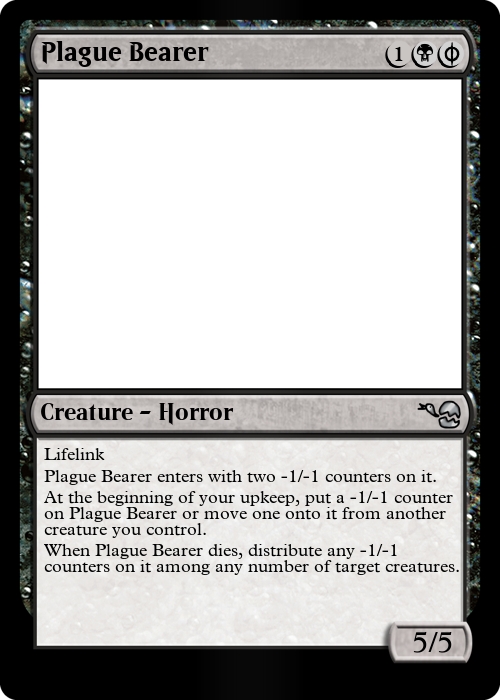 Plague Bearer 1
Creature – Horror
Lifelink
Plague Bearer enters with two -1/-1 counters on it.
At the beginning of your upkeep, put a -1/-1 counter
on Plague Bearer or move one onto it from another
creature you control.
When Plague Bearer dies, distribute any -1/-1
counters on it among any number of target creatures.
5/5